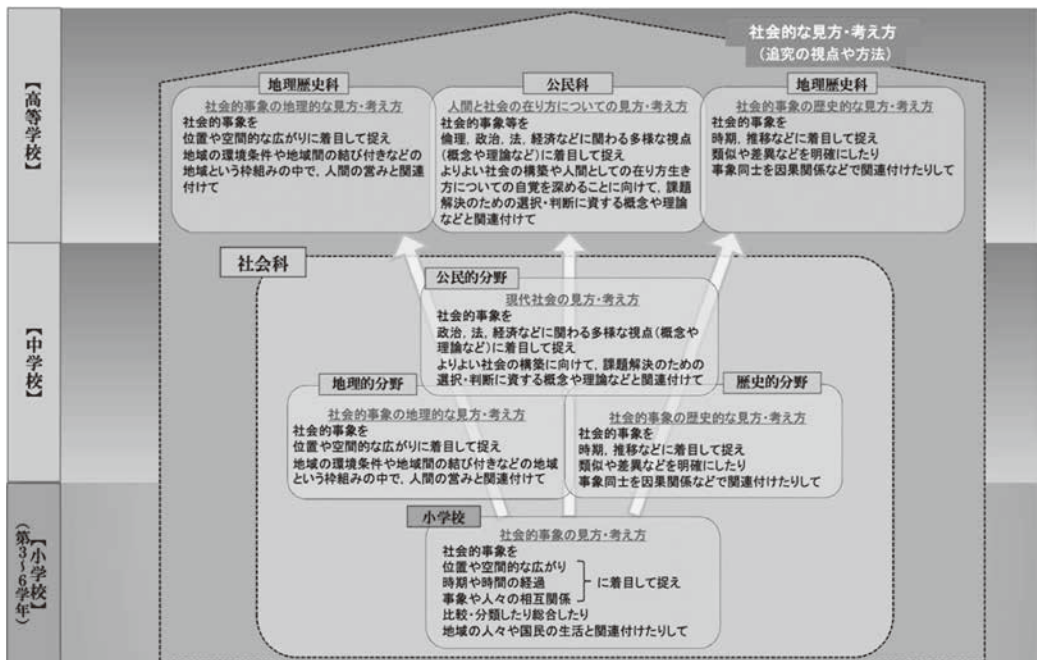 社会的な見方・考え方
(追究の視点や方法)
【高等学校】
地理歴史科
社会的事象の地理的な見方・考え方
社会的事象を
位置や空間的な広がりに着目して捉え
地域の環境条件や地域間の結び付きなどの
地域という枠組みの中で,人間の営みと関連
付けて
公民科
人間と社会の在り方についての見方・考え方
社会的事象等を
倫理,政治,法,経済などに関わる多様な視点
(概念や理論など)に着目して捉え
よりよい社会の構築や人間としての在り方生き
方についての自覚を深めることに向けて,課題
解決のための選択・判断に資する概念や理論
などと関連付けて
地理歴史科
社会的事象の歴史的な見方・考え方
社会的事象を
時期,推移などに着目して捉え
類似や差異などを明確にしたり
事象同士を因果関係などで関連付けたりして
【中学校】
社会科
公民的分野
現代社会の見方・考え方
社会的事象を
政治,法,経済などに関わる多様な視点(概念や
理論など)に着目して捉え
よりよい社会の構築に向けて,課題解決のための
選択・判断に資する概念や理論などと関連付けて
地理的分野
社会的事象の地理的な見方・考え方
社会的事象を
位置や空間的な広がりに着目して捉え
地域の環境条件や地域間の結び付きなどの地域
という枠組みの中で,人間の営みと関連付けて
歴史的分野
社会的事象の歴史的な見方・考え方
社会的事象を
時期,推移などに着目して捉え
類似や差異などを明確にしたり
事象同士を因果関係などで関連付けたりして
【小学校】
(第3~6学年)
小学校
社会的事象の見方・考え方
社会的事象を
位置や空間的な広がり
時期や時間の経過
事象や人々の相互関係
に着目して捉え
比較・分類したり総合したり
地域の人々や国民の生活と関連付けたりして